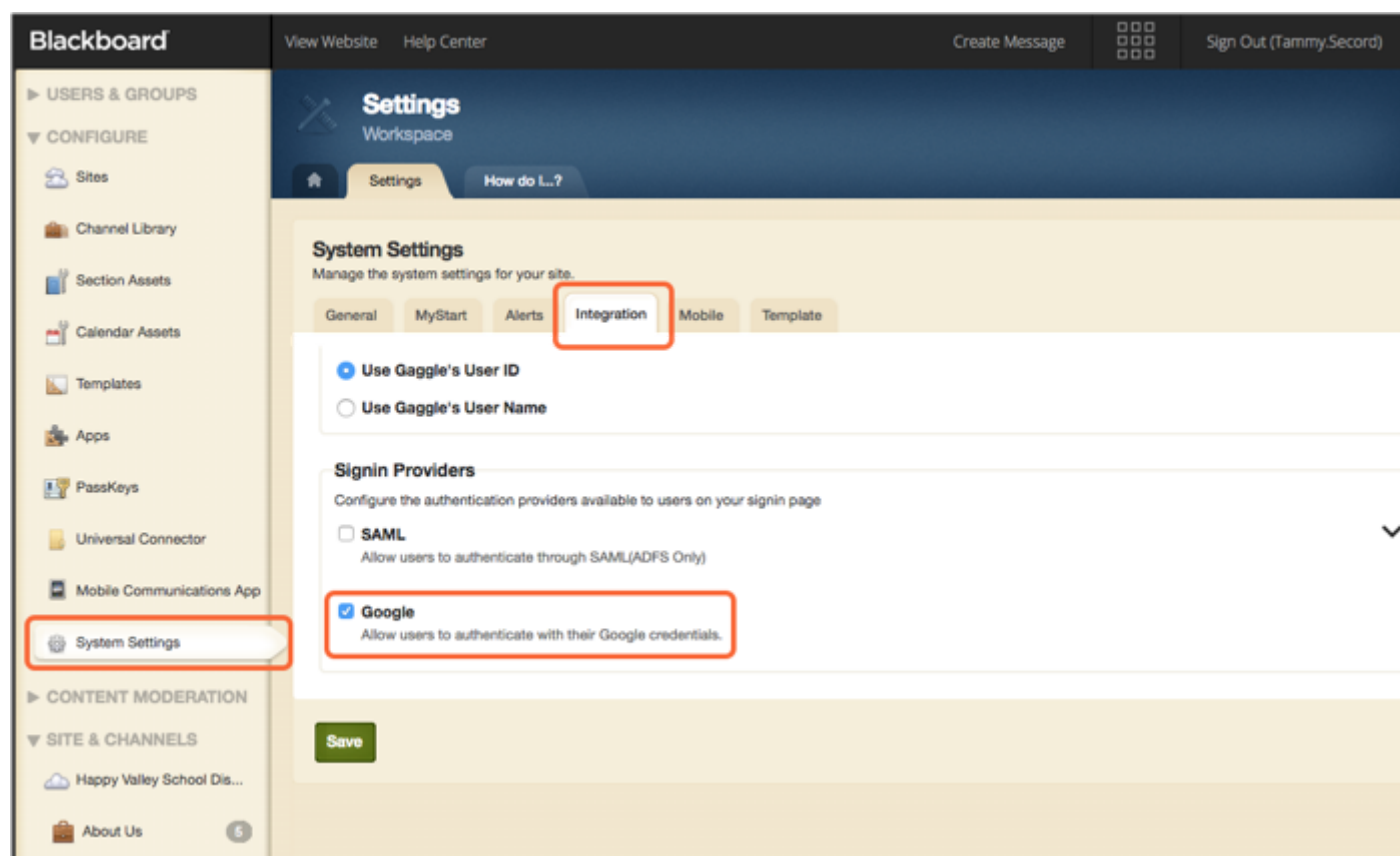 Blackboard
View Website Help Center Create Message Sign Out (Tammy.Secord)
USERS & GROUPS
CONFIGURE
Sites
Channel Library
Section Assets
Calendar Assets
Templates
Apps
PassKeys
Universal Connector
Mobile Communications App
System Settings
CONTENT MODERATION
SITE & CHANNELS
Happy Valley School Dis...
About Us 5
Settings
Workspace
Settings How do I...?
System Settings
Manage the system settings for your site.
General MyStart Alerts Integration Mobile Template
Use Gaggle's User ID
Use Gaggle's User Name
Signin Providers
Configure the authentication providers available to users on your signin page
SAML
Allow users to authenticate through SAML(ADFS Only)
Google
Allow users to authenticate with their Google credentials.
Save